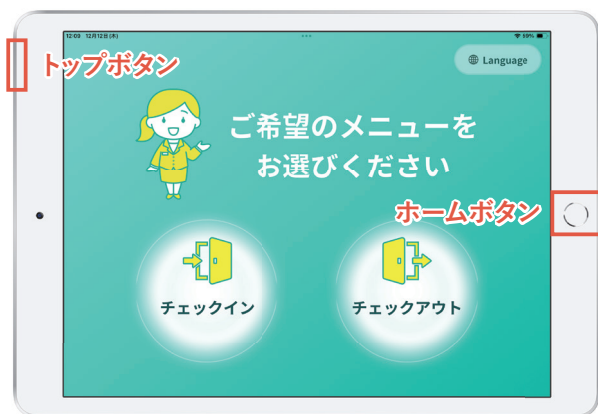 12:03 12月12日(木)
19%
トップボタン
Language
ご希望のメニューを
お選びください
ホームボタン
チェックイン
チェックアウト